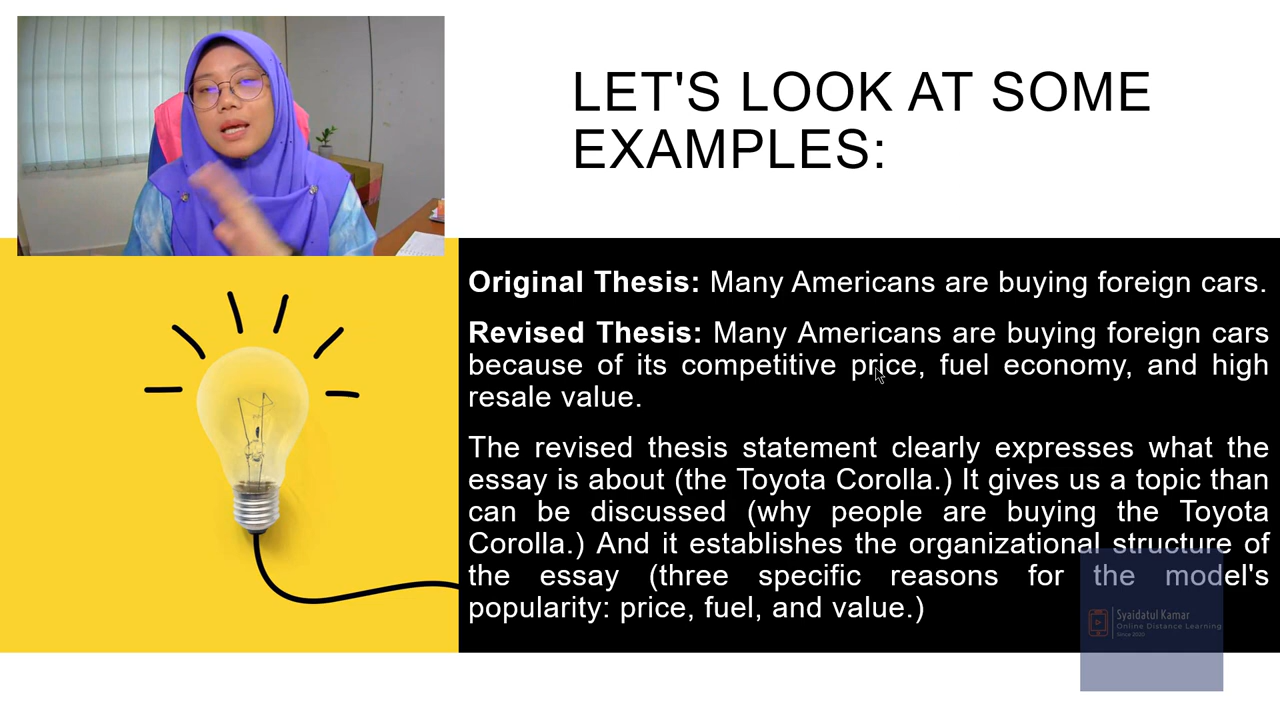 LET'S LOOK AT SOME
EXAMPLES:
Original Thesis: Many Americans are buying foreign cars.
Revised Thesis: Many Americans are buying foreign cars
because of its competitive price, fuel economy, and high
resale value.
The revised thesis statement clearly expresses what the
essay is about (the Toyota Corolla.) It gives us a topic than
can be discussed (why people are buying the Toyota
Corolla.) And it establishes the organizational structure of
the essay (three specific reasons for the model's
popularity: price, fuel, and value.)
Syaidatul Kamar
Online Distance Learning
Since 2020